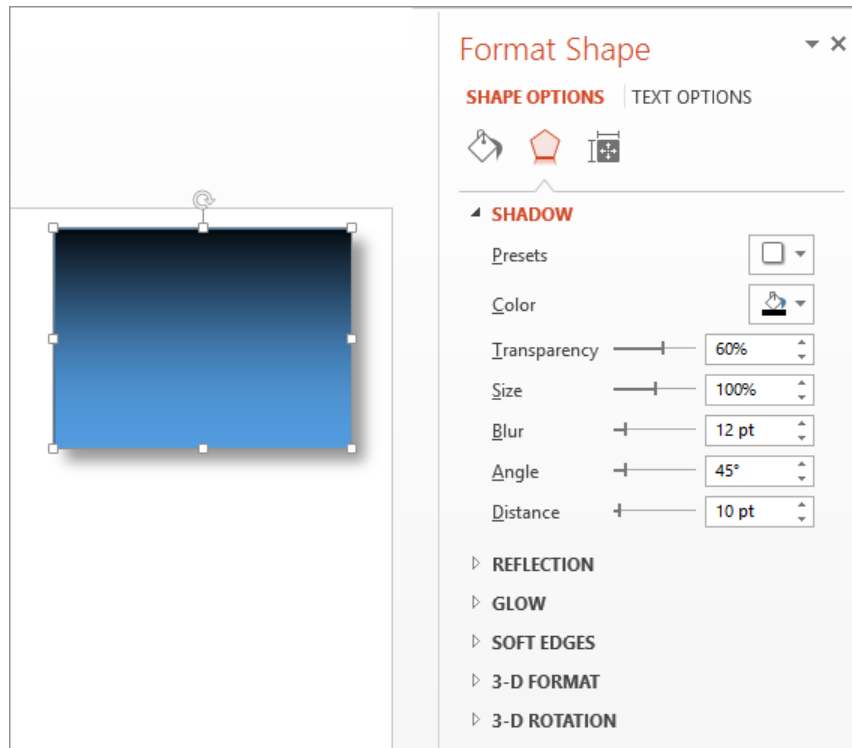 Format Shape
SHAPE OPTIONS TEXT OPTIONS
SHADOW
Presets
Color
Transparency 60%
Size 100%
Blur 12 pt
Angle 45°
Distance 10 pt
REFLECTION
GLOW
SOFT EDGES
3-D FORMAT
3-D ROTATION